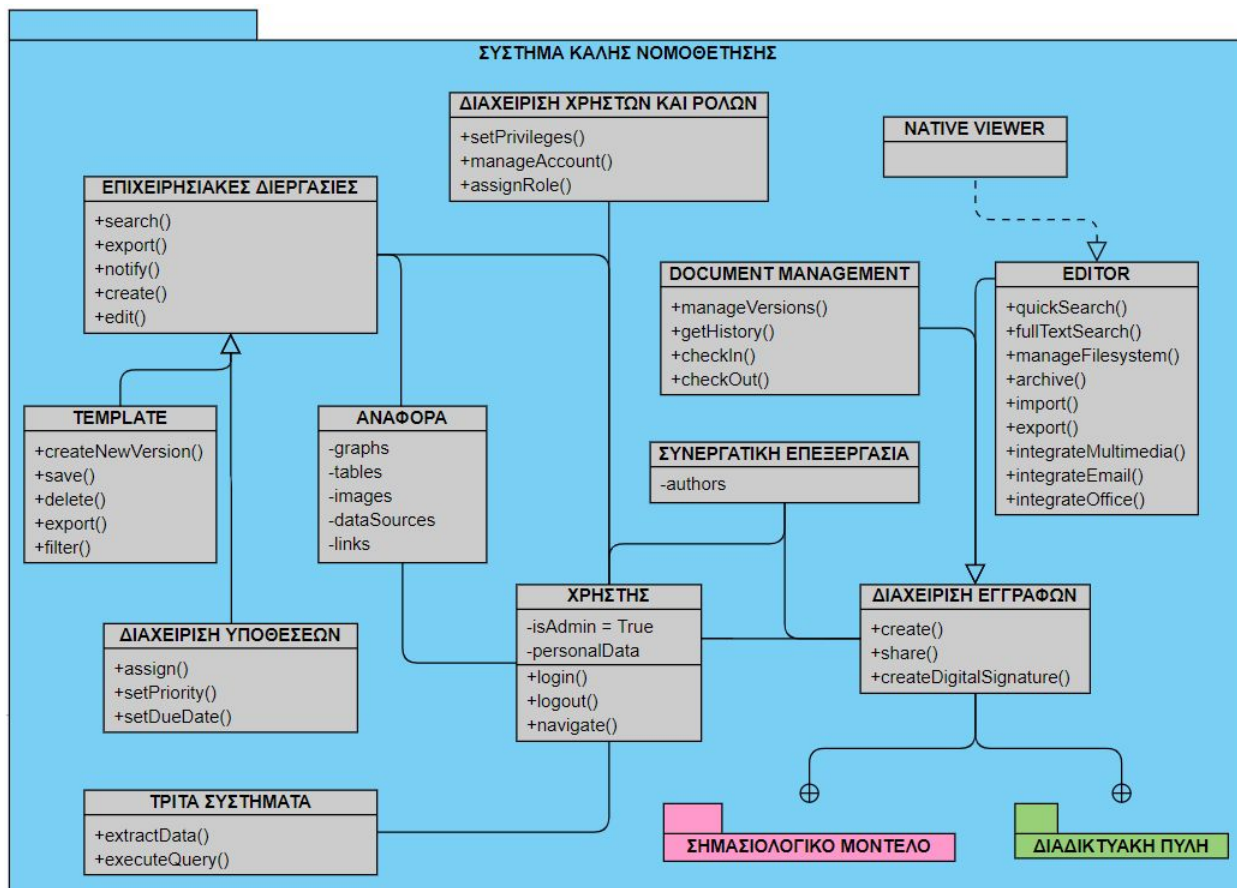 ΣΥΣΤΗΜΑ ΚΑΛΗΣ ΝΟΜΟΘΕΤΗΣΗΣ
ΔΙΑΧΕΙΡΙΣΗ ΧΡΗΣΤΩΝ ΚΑΙ ΡΟΛΩΝ
+setPrivileges()
+manageAccount()
+assignRole()
NATIVE VIEWER
ΕΠΙΧΕΙΡΗΣΙΑΚΕΣ ΔΙΕΡΓΑΣΙΕΣ
+search()
+export()
+notify()
+create()
+edit()
DOCUMENT MANAGEMENT
+manageVersions()
+getHistory()
+checkIn()
+checkOut()
EDITOR
+quickSearch()
+fullTextSearch()
+manageFilesystem()
+archive()
+import()
+export()
+integrateMultimedia()
+integrateEmail()
+integrateOffice()
TEMPLATE
+createNewVersion()
+save()
+delete()
+export()
+filter()
ΑΝΑΦΟΡΑ
-graphs
-tables
-images
-dataSources
-links
ΣΥΝΕΡΓΑΤΙΚΗ ΕΠΕΞΕΡΓΑΣΙΑ
-authors
ΧΡΗΣΤΗΣ
-isAdmin = True
-personalData
+login()
+logout()
+navigate()
ΔΙΑΧΕΙΡΙΣΗ ΕΓΓΡΑΦΩΝ
+create()
+share()
+createDigitalSignature()
ΔΙΑΧΕΙΡΙΣΗ ΥΠΟΘΕΣΕΩΝ
+assign()
+setPriority()
+setDueDate()
ΤΡΙΤΑ ΣΥΣΤΗΜΑΤΑ
+extractData()
+executeQuery()
ΣΗΜΑΣΙΟΛΟΓΙΚΟ ΜΟΝΤΕΛΟ
ΔΙΑΔΙΚΤΥΑΚΗ ΠΥΛΗ